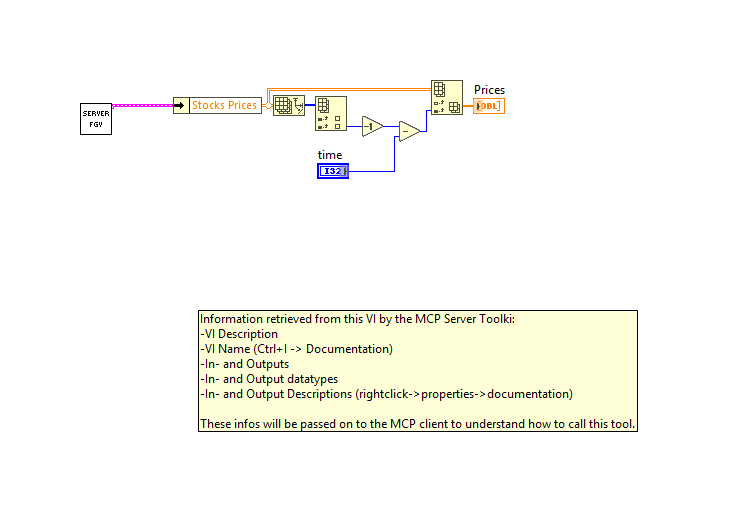 Prices
SERVER
FGV
Stocks Prices
DBL
-1
-
time
I32
Information retrieved from this VI by the MCP Server Toolki:
-VI Description
-VI Name (Ctrl+I -> Documentation)
-In- and Outputs
-In- and Output datatypes
-In- and Output Descriptions (rightclick->properties->documentation)
These infos will be passed on to the MCP client to understand how to call this tool.